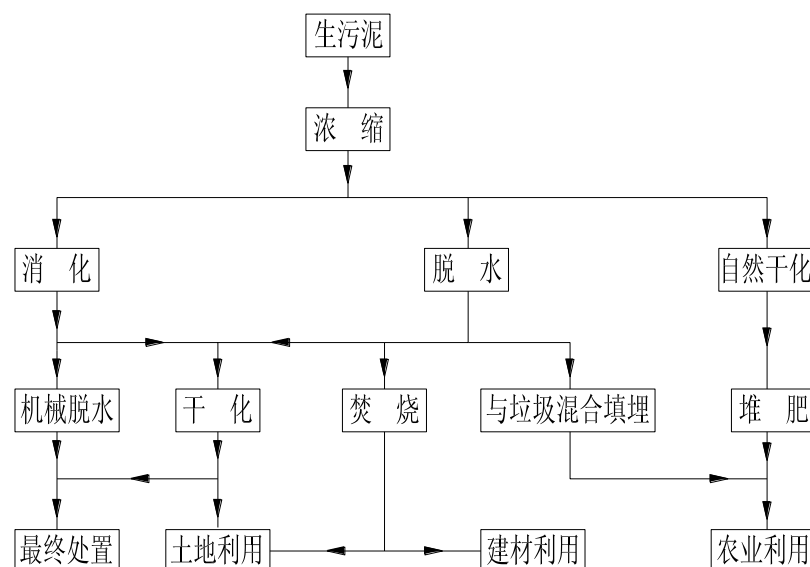 生污泥
浓 缩
消 化
脱 水
自然干化
机械脱水
干 化
焚 烧
与垃圾混合填埋
堆 肥
最终处置
土地利用
建材利用
农业利用